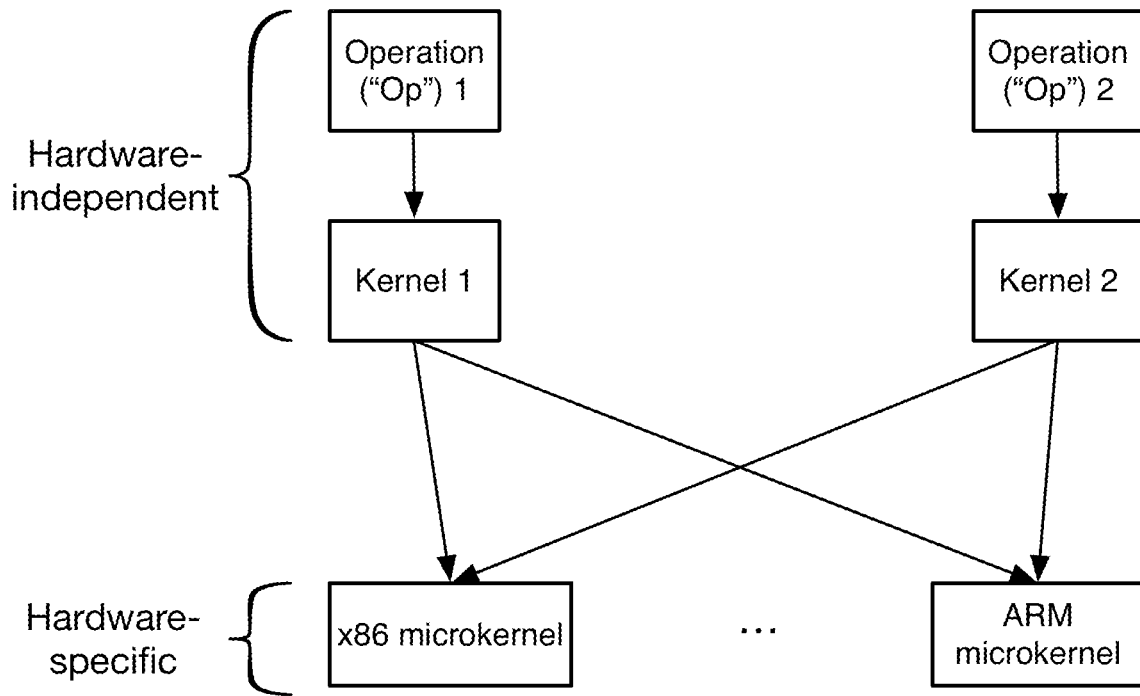 Operation
(“Op”) 1
Operation
(“Op”) 2
Hardware-
independent
Kernel 1
Kernel 2
Hardware-
specific
x86 microkernel
...
ARM
microkernel